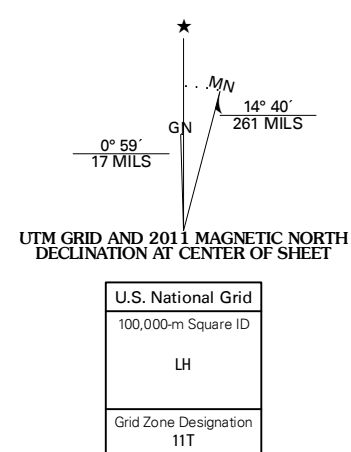 ★
MN
GN
14° 40´
261 MILS
0° 59´
17 MILS
UTM GRID AND 2011 MAGNETIC NORTH
DECLINATION AT CENTER OF SHEET
U.S. National Grid
100,000-m Square ID
LH
Grid Zone Designation
11T